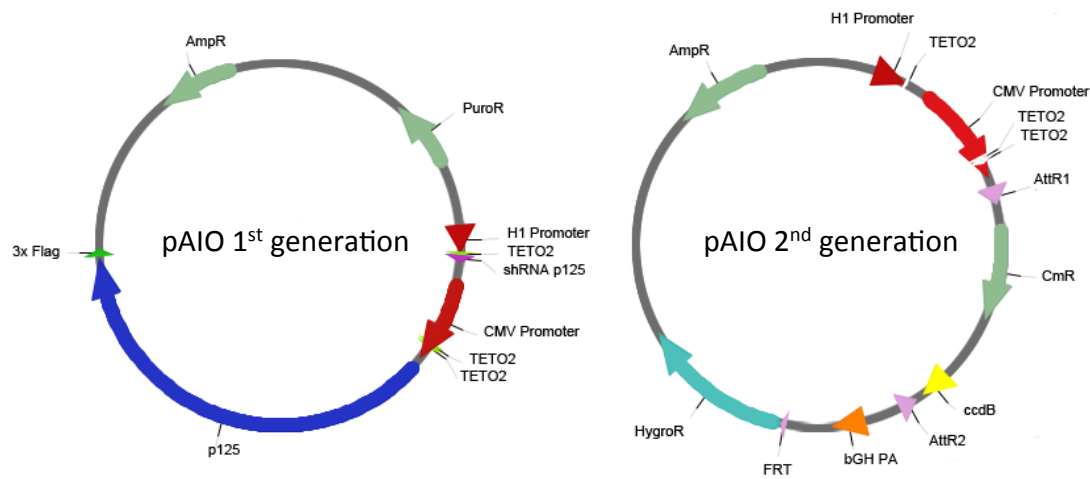 AmpR
PuroR
3x Flag
pAIO 1st generation
H1 Promoter
TETO2
shRNA p125
CMV Promoter
TETO2
TETO2
p125
H1 Promoter
TETO2
AmpR
CMV Promoter
TETO2
TETO2
AttR1
pAIO 2nd generation
CmR
ccdB
AttR2
HygroR
bGH PA
FRT